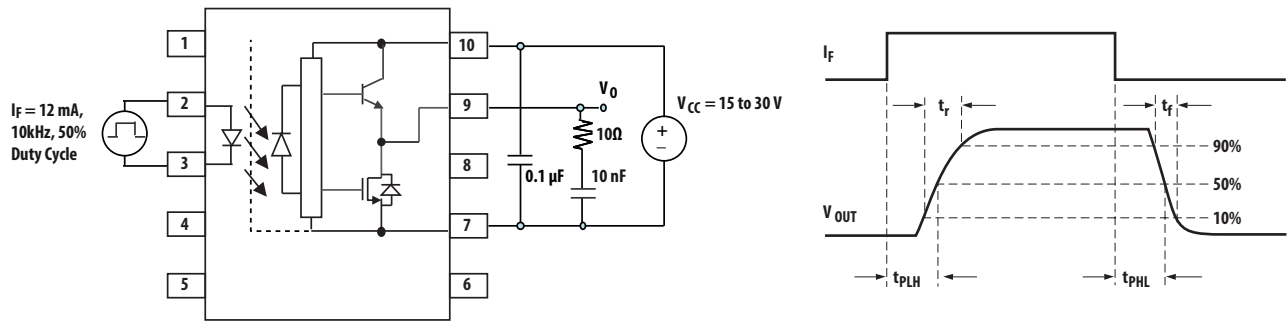 1
2
3
4
5
10
9
8
7
6
I_F = 12 mA,
10kHz, 50%
Duty Cycle
V_O
10Ω
0.1 µF
10 nF
V_CC = 15 to 30 V
+
–
I_F
t_r
t_f
90%
50%
10%
V_OUT
t_PLH
t_PHL